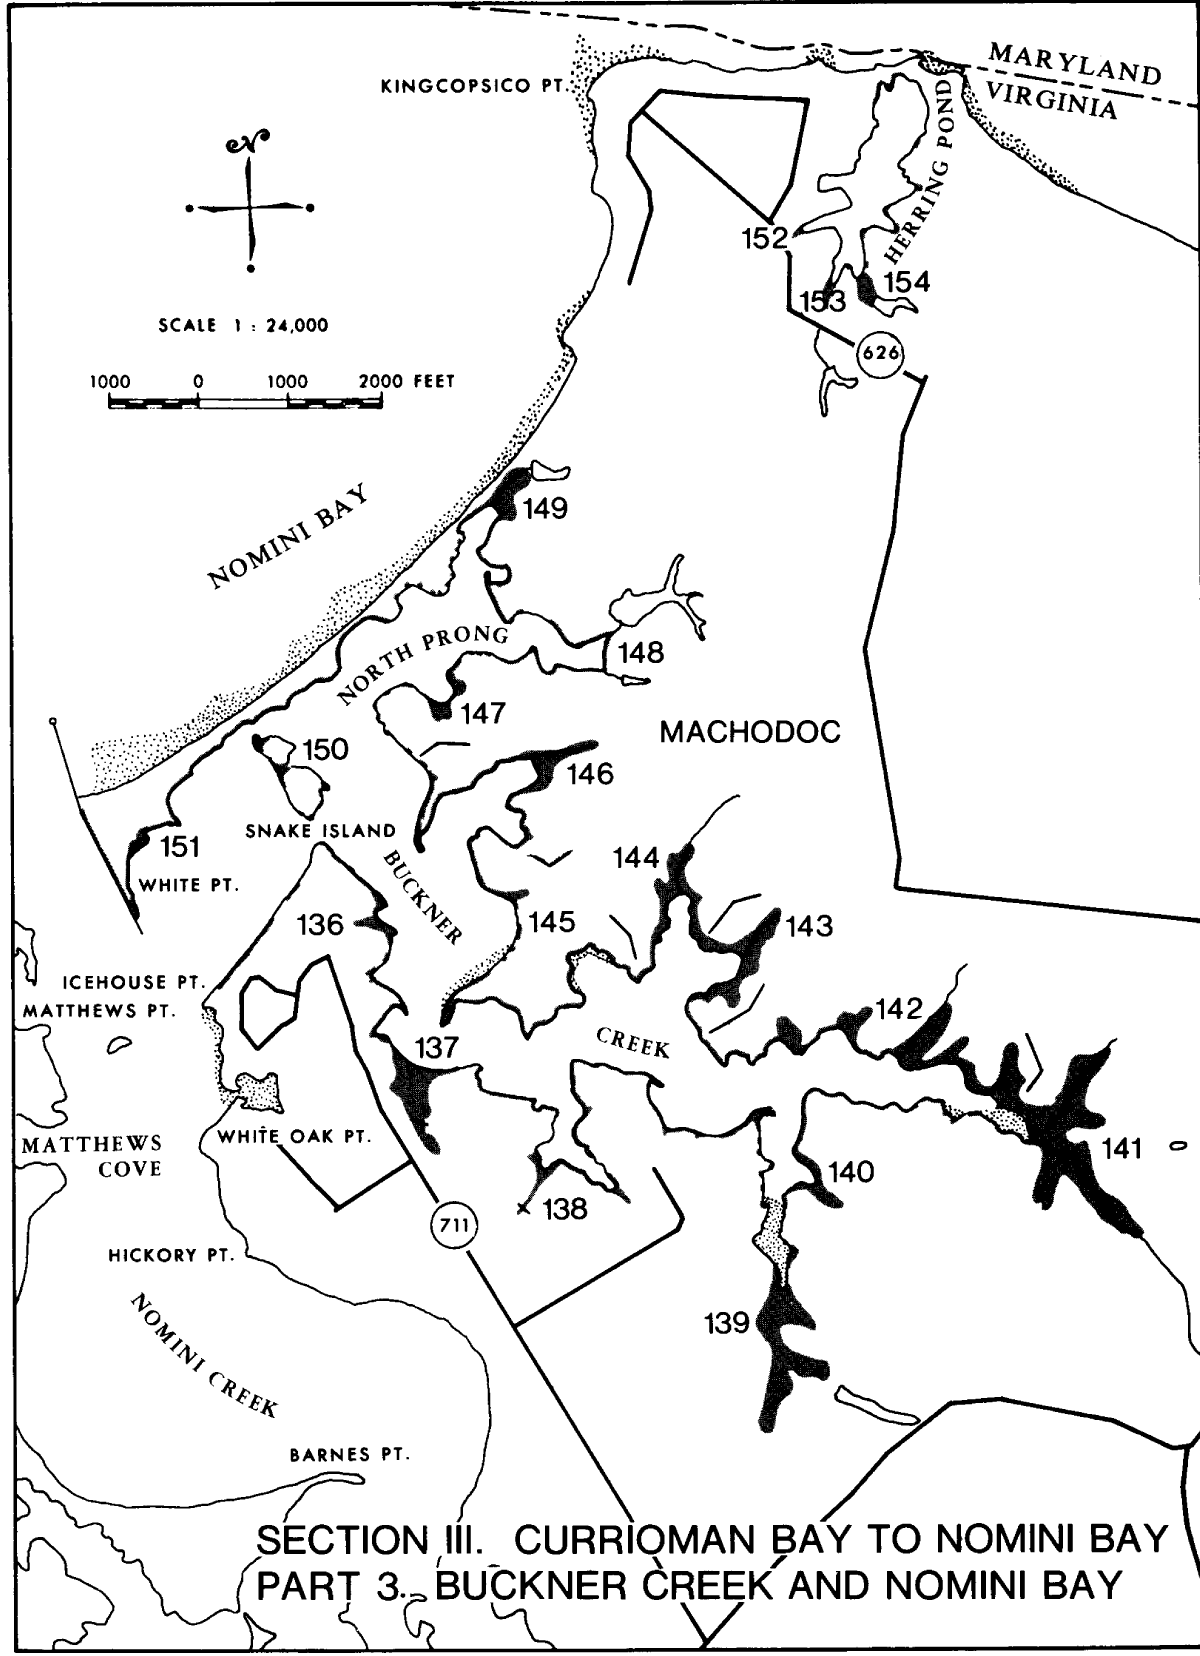 MARYLAND
VIRGINIA
KINGCOPSICO PT.
N
HERRING POND
152
153
154
SCALE 1 : 24,000
626
1000 0 1000 2000 FEET
149
NOMINI BAY
NORTH PRONG
148
147
MACHODOC
150
146
SNAKE ISLAND
151
BUCKNER
144
WHITE PT.
136
145
143
ICEHOUSE PT.
MATTHEWS PT.
142
CREEK
137
WHITE OAK PT.
MATTHEWS
COVE
141
140
138
711
HICKORY PT.
139
NOMINI CREEK
BARNES PT.
SECTION III. CURRIOMAN BAY TO NOMINI BAY
PART 3. BUCKNER CREEK AND NOMINI BAY